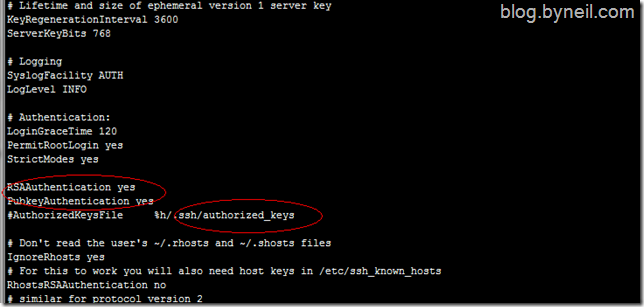 blog.byneil.com
# Lifetime and size of ephemeral version 1 server key
KeyRegenerationInterval 3600
ServerKeyBits 768
# Logging
SyslogFacility AUTH
LogLevel INFO
# Authentication:
LoginGraceTime 120
PermitRootLogin yes
StrictModes yes
RSAAuthentication yes
PubkeyAuthentication yes
#AuthorizedKeysFile %h/.ssh/authorized_keys
# Don't read the user's ~/.rhosts and ~/.shosts files
IgnoreRhosts yes
# For this to work you will also need host keys in /etc/ssh_known_hosts
RhostsRSAAuthentication no
# similar for protocol version 2